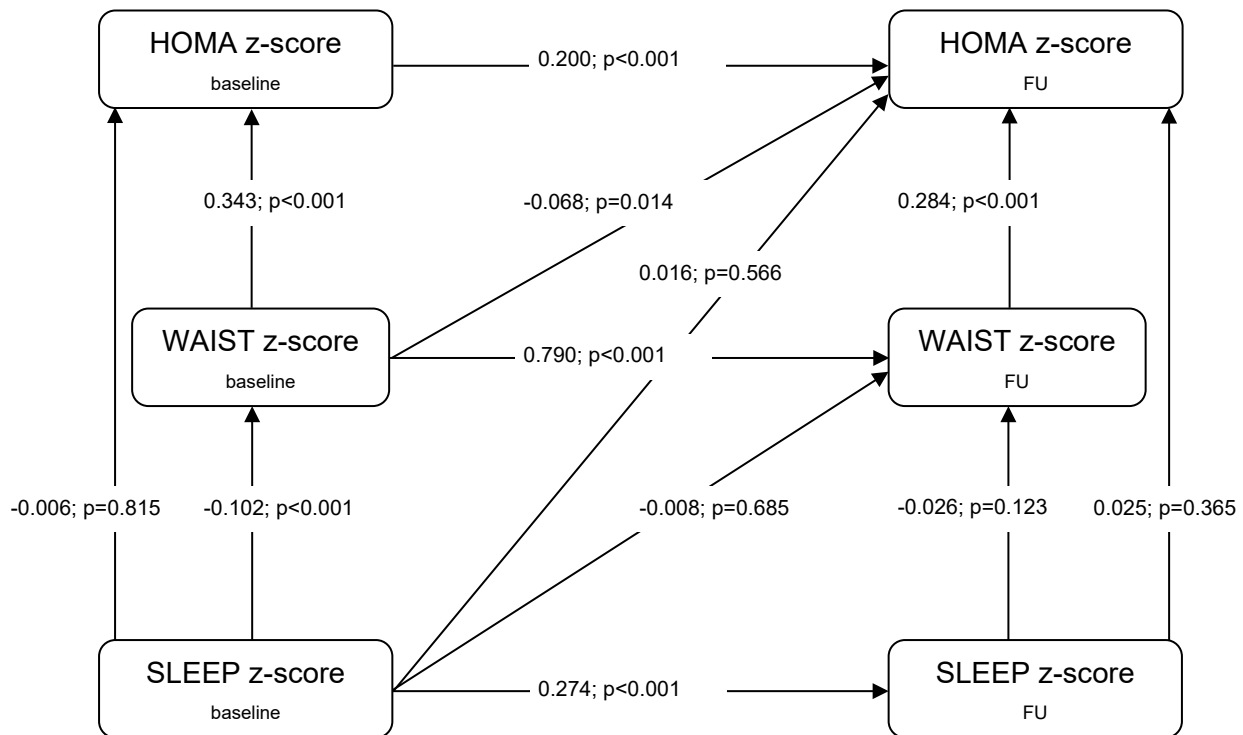 HOMA z-score
baseline
0.200; p<0.001
HOMA z-score
FU
0.343; p<0.001
-0.068; p=0.014
0.284; p<0.001
0.016; p=0.566
WAIST z-score
baseline
0.790; p<0.001
WAIST z-score
FU
-0.006; p=0.815
-0.102; p<0.001
-0.008; p=0.685
-0.026; p=0.123
0.025; p=0.365
SLEEP z-score
baseline
0.274; p<0.001
SLEEP z-score
FU